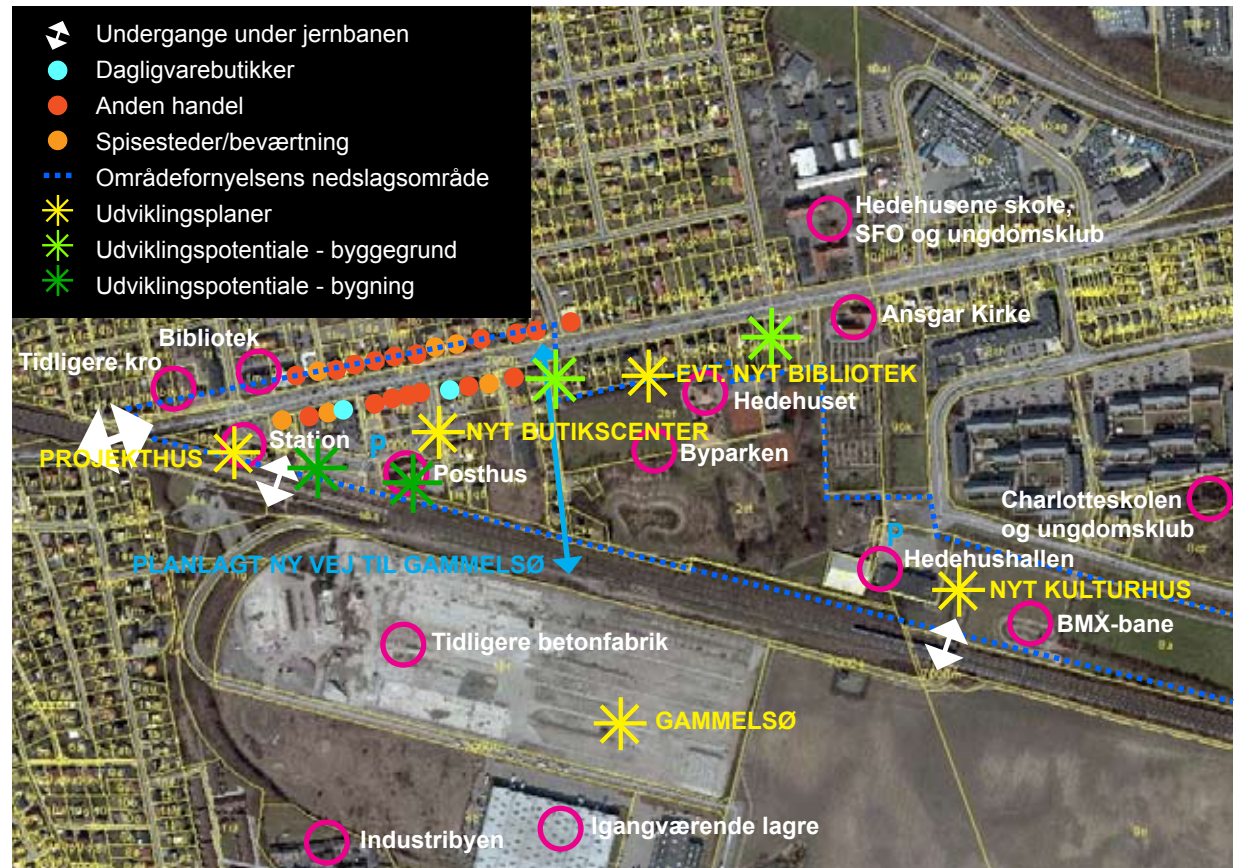 Undergange under jernbanen
Dagligvarebutikker
Anden handel
Spisesteder/beværtning
Områdefornyelsens nedslagsområde
Udviklingsplaner
Udviklingspotentiale - byggegrund
Udviklingspotentiale - bygning
Hedehusene skole,
SFO og ungdomsklub
Ansgar Kirke
Bibliotek
Tidligere kro
EVT. NYT BIBLIOTEK
Hedehuset
NYT BUTIKSCENTER
Station
PROJEKTHUS
P
Posthus
Byparken
Charlotteskolen
og ungdomsklub
P
Hedehushallen
PLANLAGT NY VEJ TIL GAMMELSØ
NYT KULTURHUS
BMX-bane
Tidligere betonfabrik
GAMMELSØ
Igangværende lagre
Industribyen